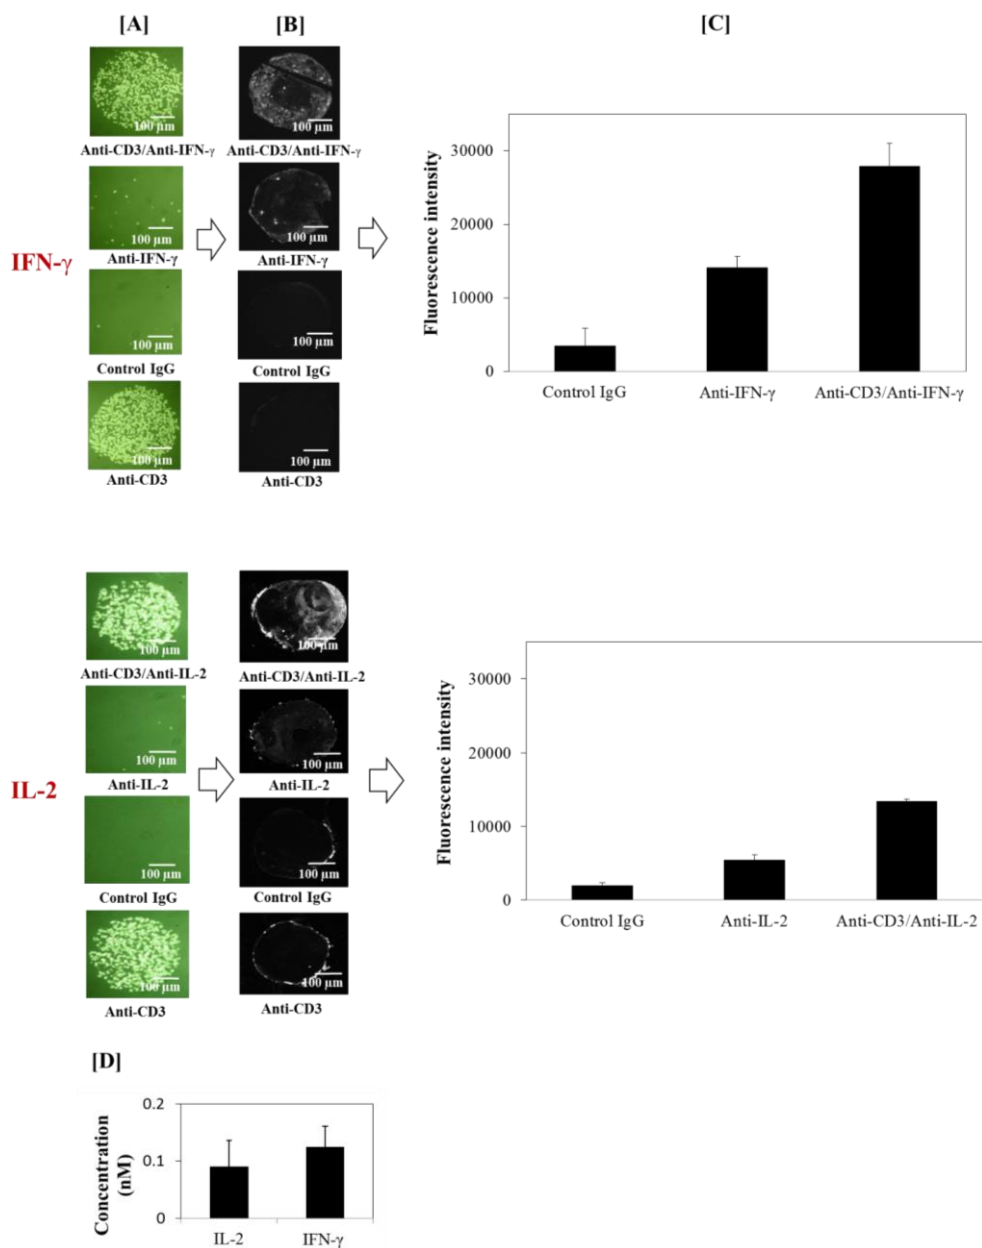 [A]
[B]
[C]
100 µm
100 µm
Anti-CD3/Anti-IFN-γ
Anti-CD3/Anti-IFN-γ
IFN-γ
100 µm
100 µm
Anti-IFN-γ
Anti-IFN-γ
100 µm
100 µm
Control IgG
Control IgG
100 µm
100 µm
Anti-CD3
Anti-CD3
Fluorescence intensity
30000
20000
10000
0
Control IgG
Anti-IFN-γ
Anti-CD3/Anti-IFN-γ
IL-2
100 µm
100 µm
Anti-CD3/Anti-IL-2
Anti-CD3/Anti-IL-2
100 µm
100 µm
Anti-IL-2
Anti-IL-2
100 µm
100 µm
Control IgG
Control IgG
100 µm
100 µm
Anti-CD3
Anti-CD3
Fluorescence intensity
30000
20000
10000
0
Control IgG
Anti-IL-2
Anti-CD3/Anti-IL-2
[D]
Concentration
(nM)
0.2
0.1
0
IL-2
IFN-γ